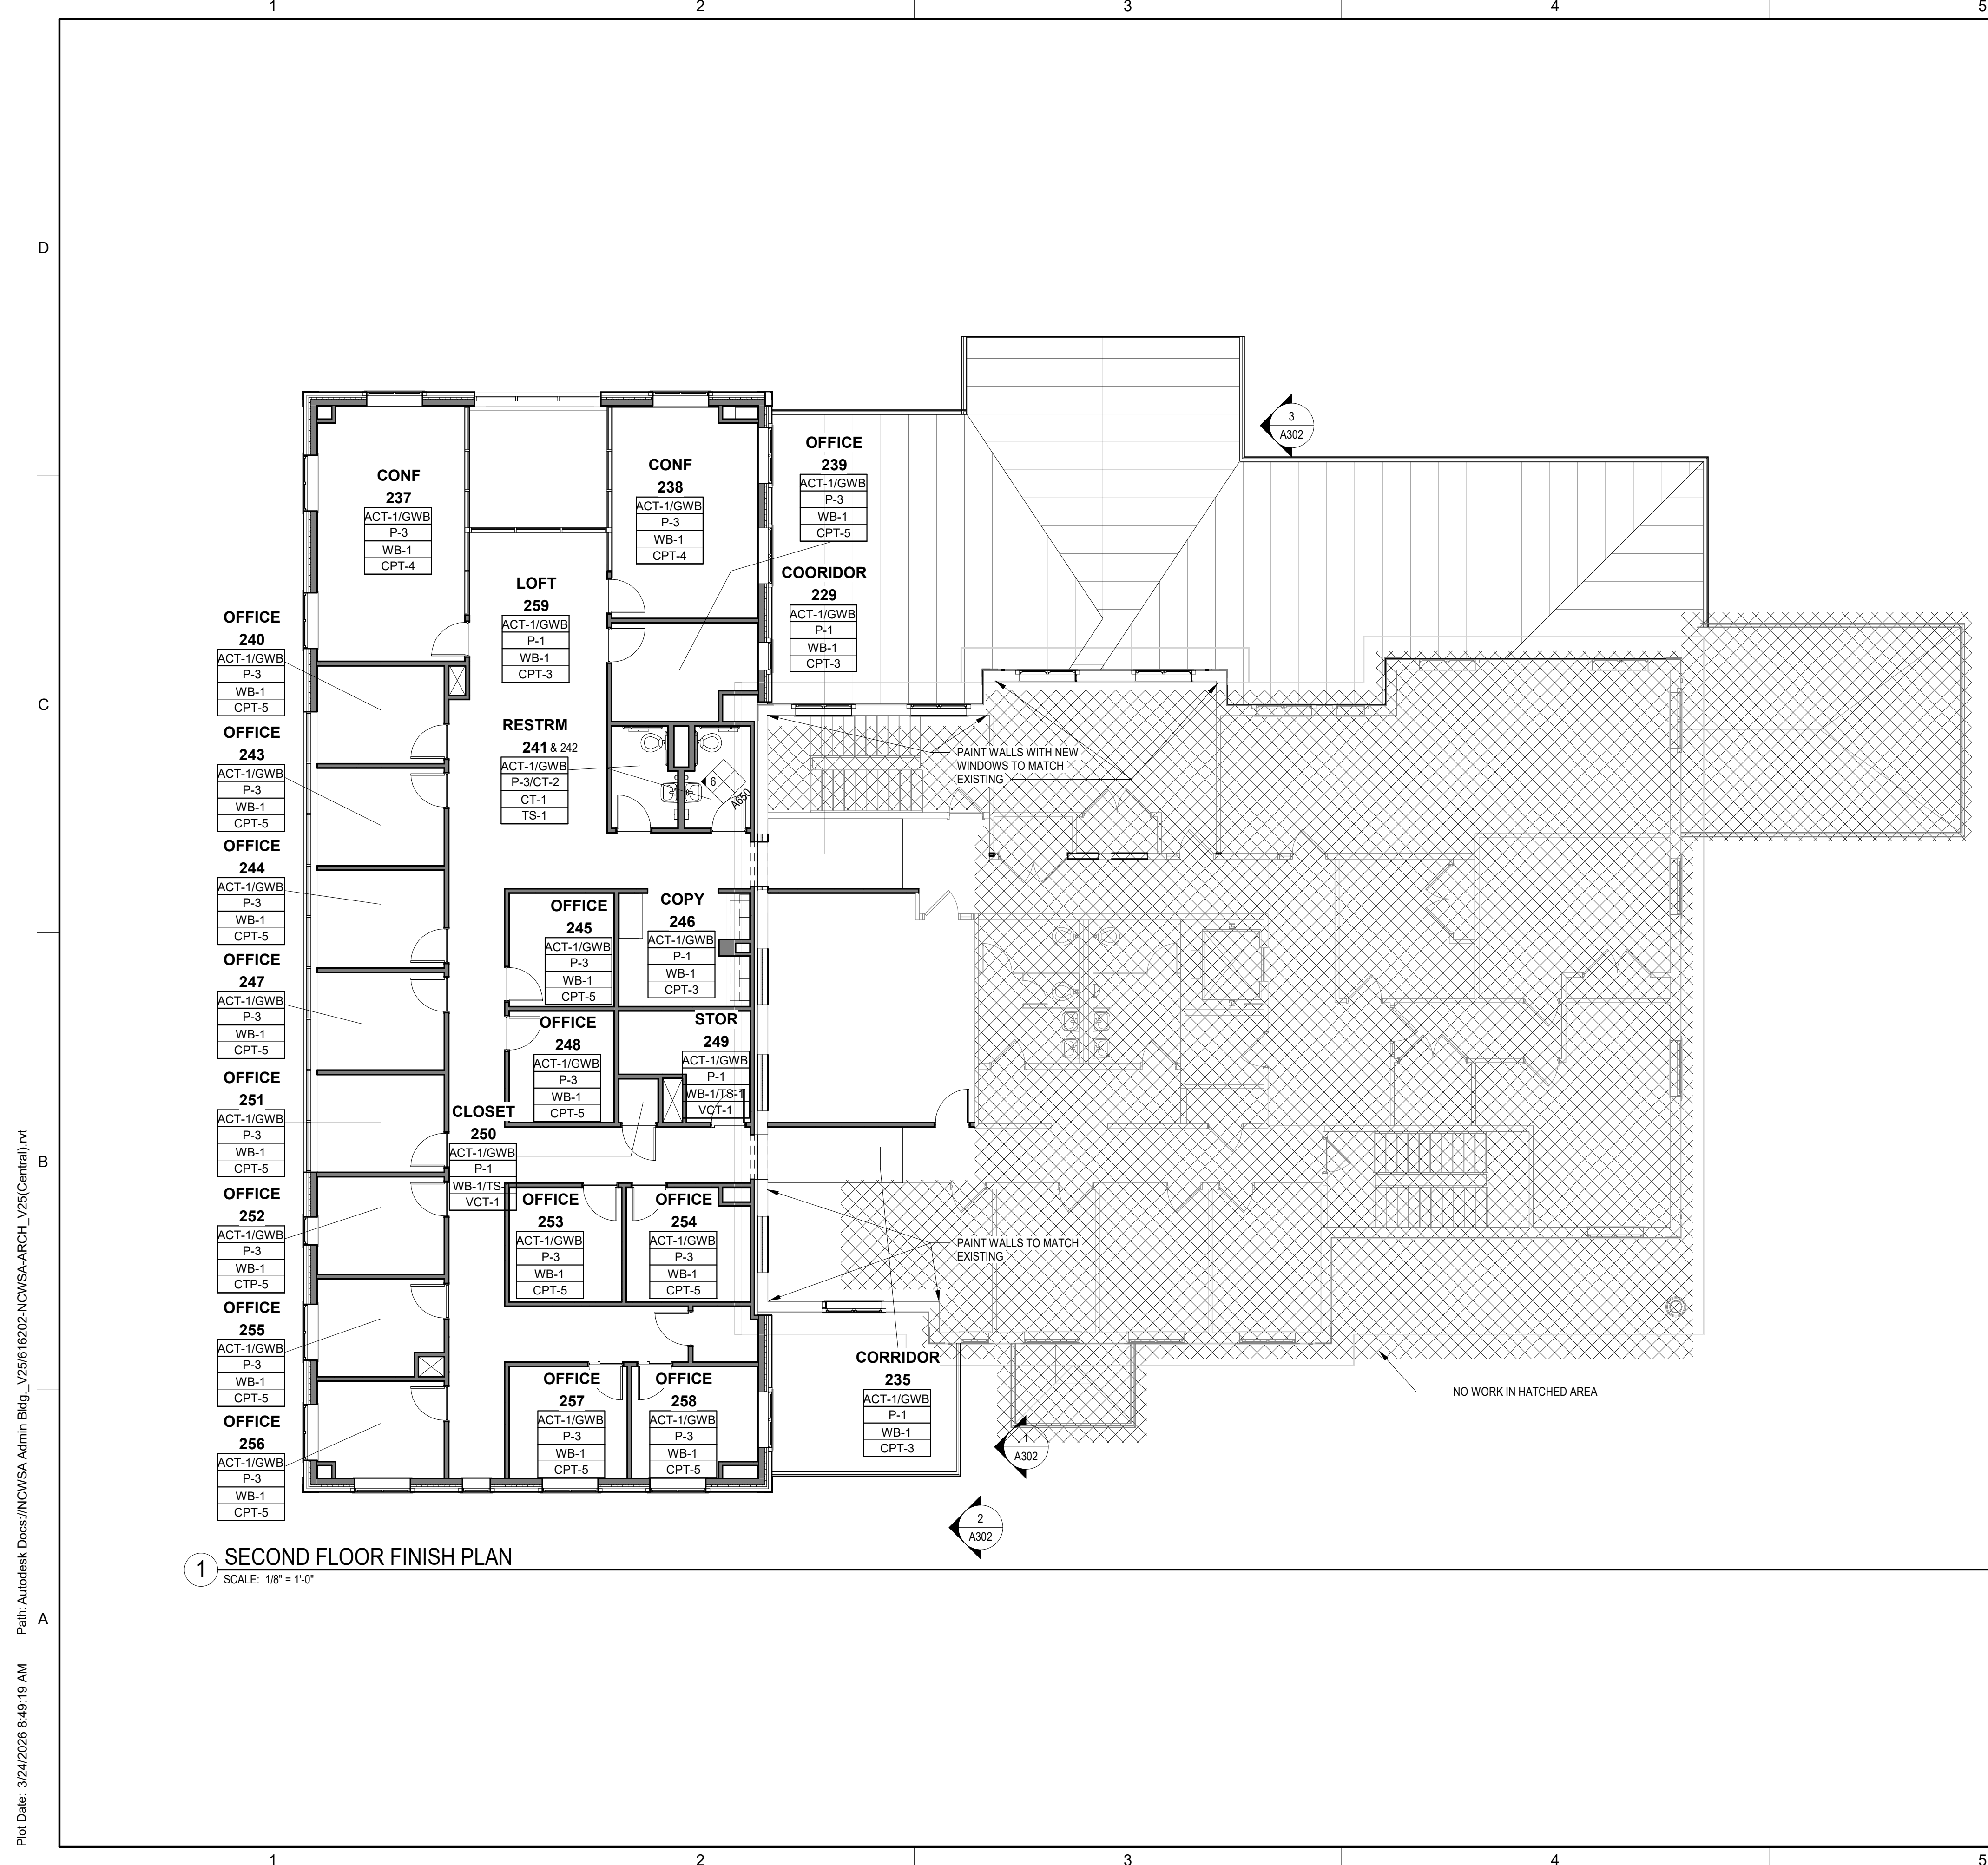 1
2
3
4
5
D
C
B
A
OFFICE
239
ACT-1/GWB
P-3
WB-1
CPT-5
CONF
237
ACT-1/GWB
P-3
WB-1
CPT-4
CONF
238
ACT-1/GWB
P-3
WB-1
CPT-4
3
A302
COORIDOR
229
ACT-1/GWB
P-1
WB-1
CPT-3
LOFT
259
ACT-1/GWB
P-1
WB-1
CPT-3
OFFICE
240
ACT-1/GWB
P-3
WB-1
CPT-5
RESTRM
241 & 242
ACT-1/GWB
P-3/CT-2
CT-1
TS-1
6
A650
PAINT WALLS WITH NEW
WINDOWS TO MATCH
EXISTING
OFFICE
243
ACT-1/GWB
P-3
WB-1
CPT-5
OFFICE
244
ACT-1/GWB
P-3
WB-1
CPT-5
OFFICE
245
ACT-1/GWB
P-3
WB-1
CPT-5
COPY
246
ACT-1/GWB
P-1
WB-1
CPT-3
OFFICE
247
ACT-1/GWB
P-3
WB-1
CPT-5
OFFICE
248
ACT-1/GWB
P-3
WB-1
CPT-5
STOR
249
ACT-1/GWB
P-1
WB-1/TS-1
VCT-1
OFFICE
251
ACT-1/GWB
P-3
WB-1
CPT-5
CLOSET
250
ACT-1/GWB
P-1
WB-1/TS-
VCT-1
OFFICE
252
ACT-1/GWB
P-3
WB-1
CTP-5
OFFICE
253
ACT-1/GWB
P-3
WB-1
CPT-5
OFFICE
254
ACT-1/GWB
P-3
WB-1
CPT-5
PAINT WALLS TO MATCH
EXISTING
OFFICE
255
ACT-1/GWB
P-3
WB-1
CPT-5
OFFICE
256
ACT-1/GWB
P-3
WB-1
CPT-5
OFFICE
257
ACT-1/GWB
P-3
WB-1
CPT-5
OFFICE
258
ACT-1/GWB
P-3
WB-1
CPT-5
CORRIDOR
235
ACT-1/GWB
P-1
WB-1
CPT-3
NO WORK IN HATCHED AREA
1
A302
2
A302
1
SECOND FLOOR FINISH PLAN
SCALE: 1/8" = 1'-0"
Plot Date: 3/24/2026 8:49:19 AM Path: Autodesk Docs://NCWSA Admin Bldg._V25/616202-NCWSA-ARCH_V25(Central).rvt
1
2
3
4
5